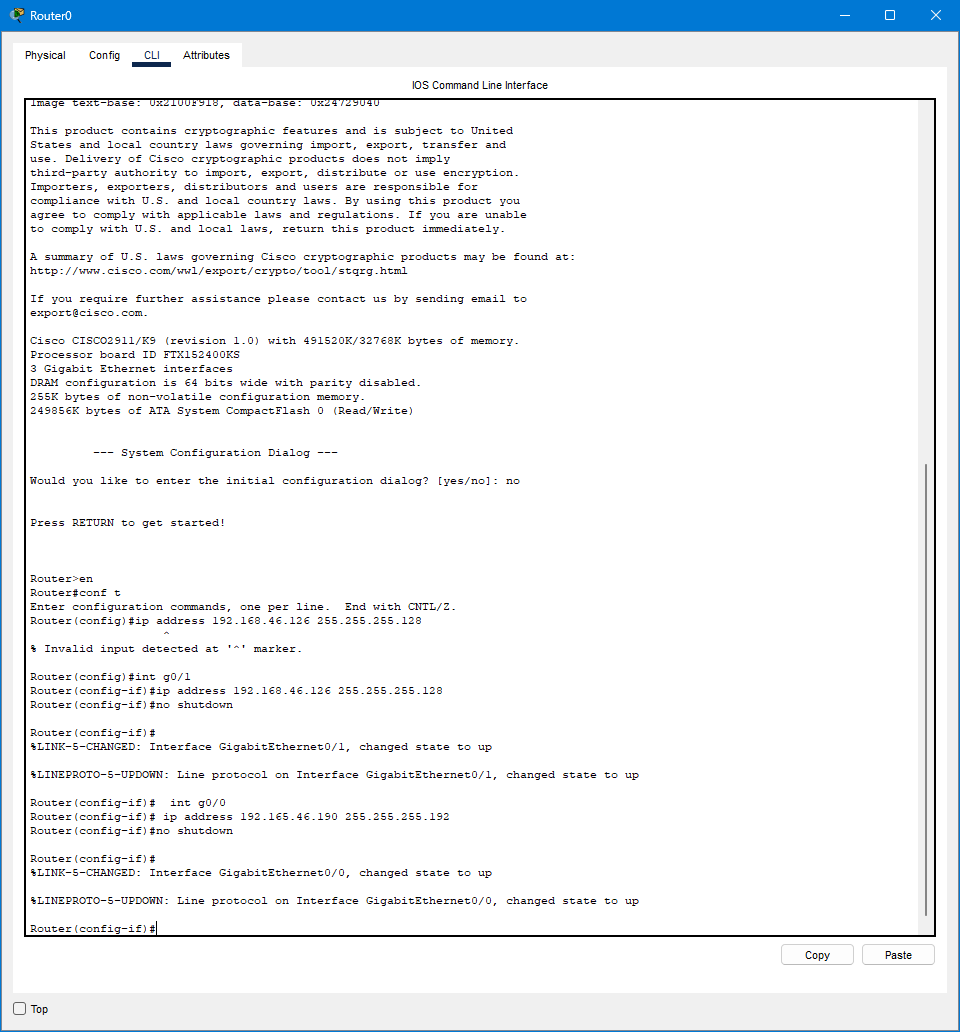 Router0
Physical Config CLI Attributes
IOS Command Line Interface
Image text-base: 0x2100F918, data-base: 0x24729040
This product contains cryptographic features and is subject to United
States and local country laws governing import, export, transfer and
use. Delivery of Cisco cryptographic products does not imply
third-party authority to import, export, distribute or use encryption.
Importers, exporters, distributors and users are responsible for
compliance with U.S. and local country laws. By using this product you
agree to comply with applicable laws and regulations. If you are unable
to comply with U.S. and local laws, return this product immediately.
A summary of U.S. laws governing Cisco cryptographic products may be found at:
http://www.cisco.com/wwl/export/crypto/tool/stqrg.html
If you require further assistance please contact us by sending email to
export@cisco.com.
Cisco CISCO2911/K9 (revision 1.0) with 491520K/32768K bytes of memory.
Processor board ID FTX152400KS
3 Gigabit Ethernet interfaces
DRAM configuration is 64 bits wide with parity disabled.
255K bytes of non-volatile configuration memory.
249856K bytes of ATA System CompactFlash 0 (Read/Write)
--- System Configuration Dialog ---
Would you like to enter the initial configuration dialog? [yes/no]: no
Press RETURN to get started!
Router>en
Router#conf t
Enter configuration commands, one per line.  End with CNTL/Z.
Router(config)#ip address 192.168.46.126 255.255.255.128
^
% Invalid input detected at '^' marker.
Router(config)#int g0/1
Router(config-if)#ip address 192.168.46.126 255.255.255.128
Router(config-if)#no shutdown
Router(config-if)#
%LINK-5-CHANGED: Interface GigabitEthernet0/1, changed state to up
%LINEPROTO-5-UPDOWN: Line protocol on Interface GigabitEthernet0/1, changed state to up
Router(config-if)#  int g0/0
Router(config-if)# ip address 192.165.46.190 255.255.255.192
Router(config-if)#no shutdown
Router(config-if)#
%LINK-5-CHANGED: Interface GigabitEthernet0/0, changed state to up
%LINEPROTO-5-UPDOWN: Line protocol on Interface GigabitEthernet0/0, changed state to up
Router(config-if)#
Copy Paste
Top